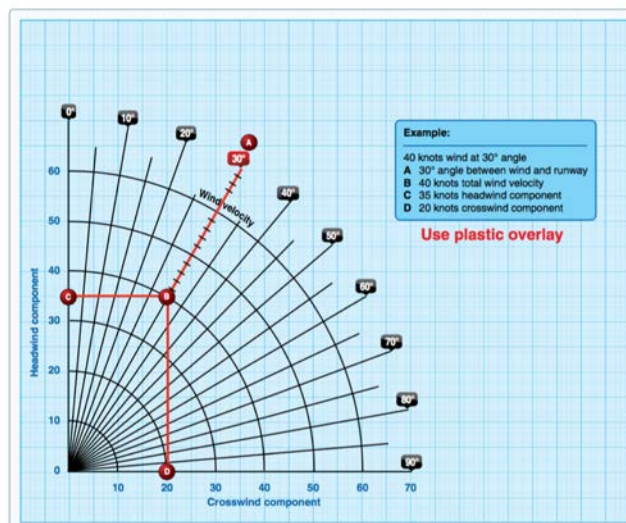 0°
10°
20°
A
30°
40°
50°
60°
70°
80°
90°
Wind velocity
Example:
40 knots wind at 30° angle
A 30° angle between wind and runway
B 40 knots total wind velocity
C 35 knots headwind component
D 20 knots crosswind component
Use plastic overlay
Headwind component
60
50
40
30
20
10
0
C
B
D
10 20 30 40 50 60 70
Crosswind component